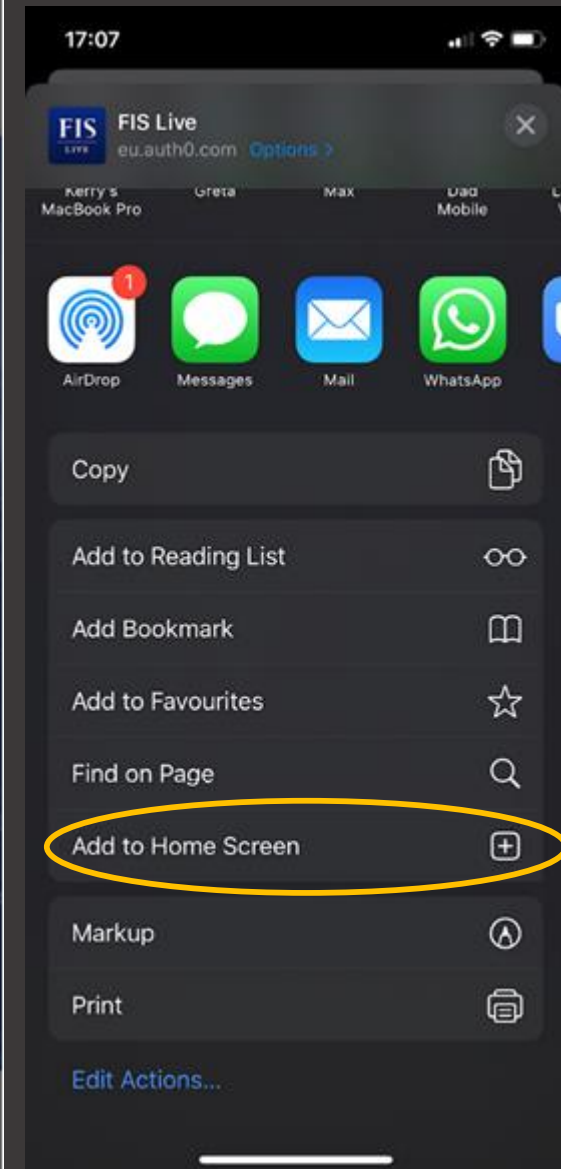 17:07
FIS Live
FIS
LIVE
eu.auth0.com Options >
Kerry's
MacBook Pro
Greta
Max
Dad
Mobile
1
AirDrop
Messages
Mail
WhatsApp
Copy
Add to Reading List
Add Bookmark
Add to Favourites
Find on Page
Add to Home Screen
Markup
Print
Edit Actions...